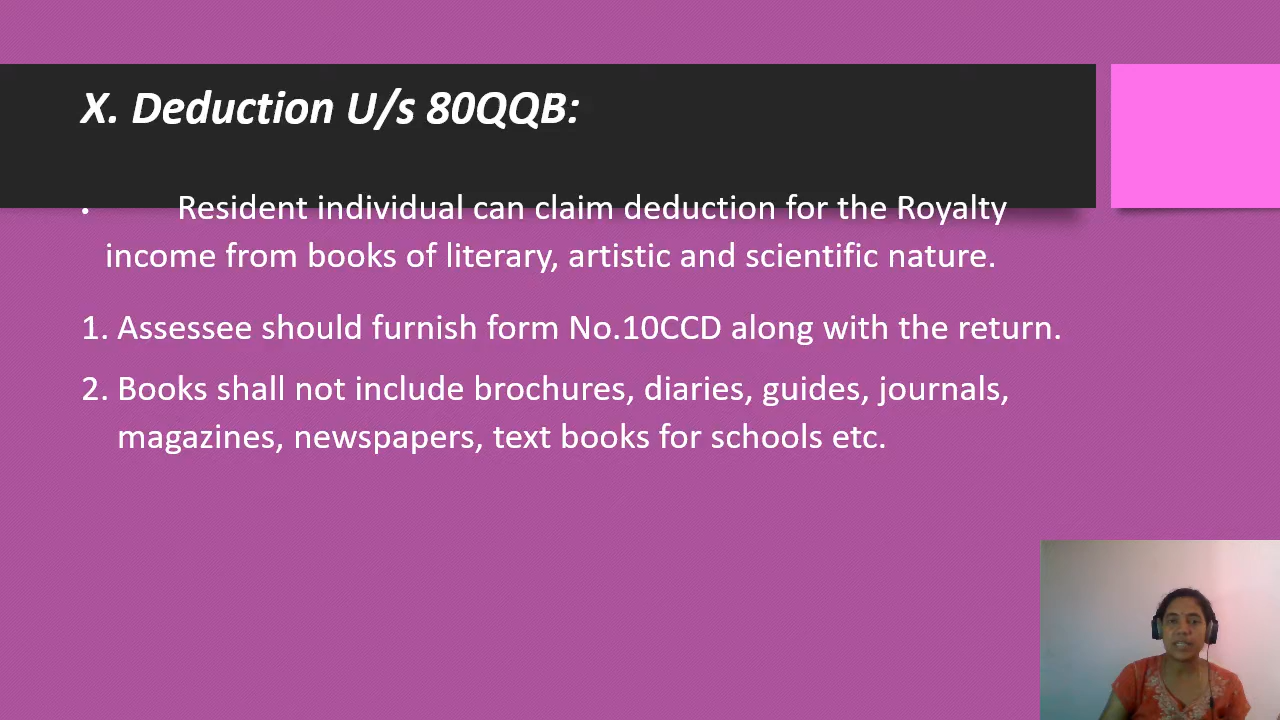 X. Deduction U/s 80QQB:
• Resident individual can claim deduction for the Royalty
income from books of literary, artistic and scientific nature.
1. Assessee should furnish form No.10CCD along with the return.
2. Books shall not include brochures, diaries, guides, journals,
magazines, newspapers, text books for schools etc.